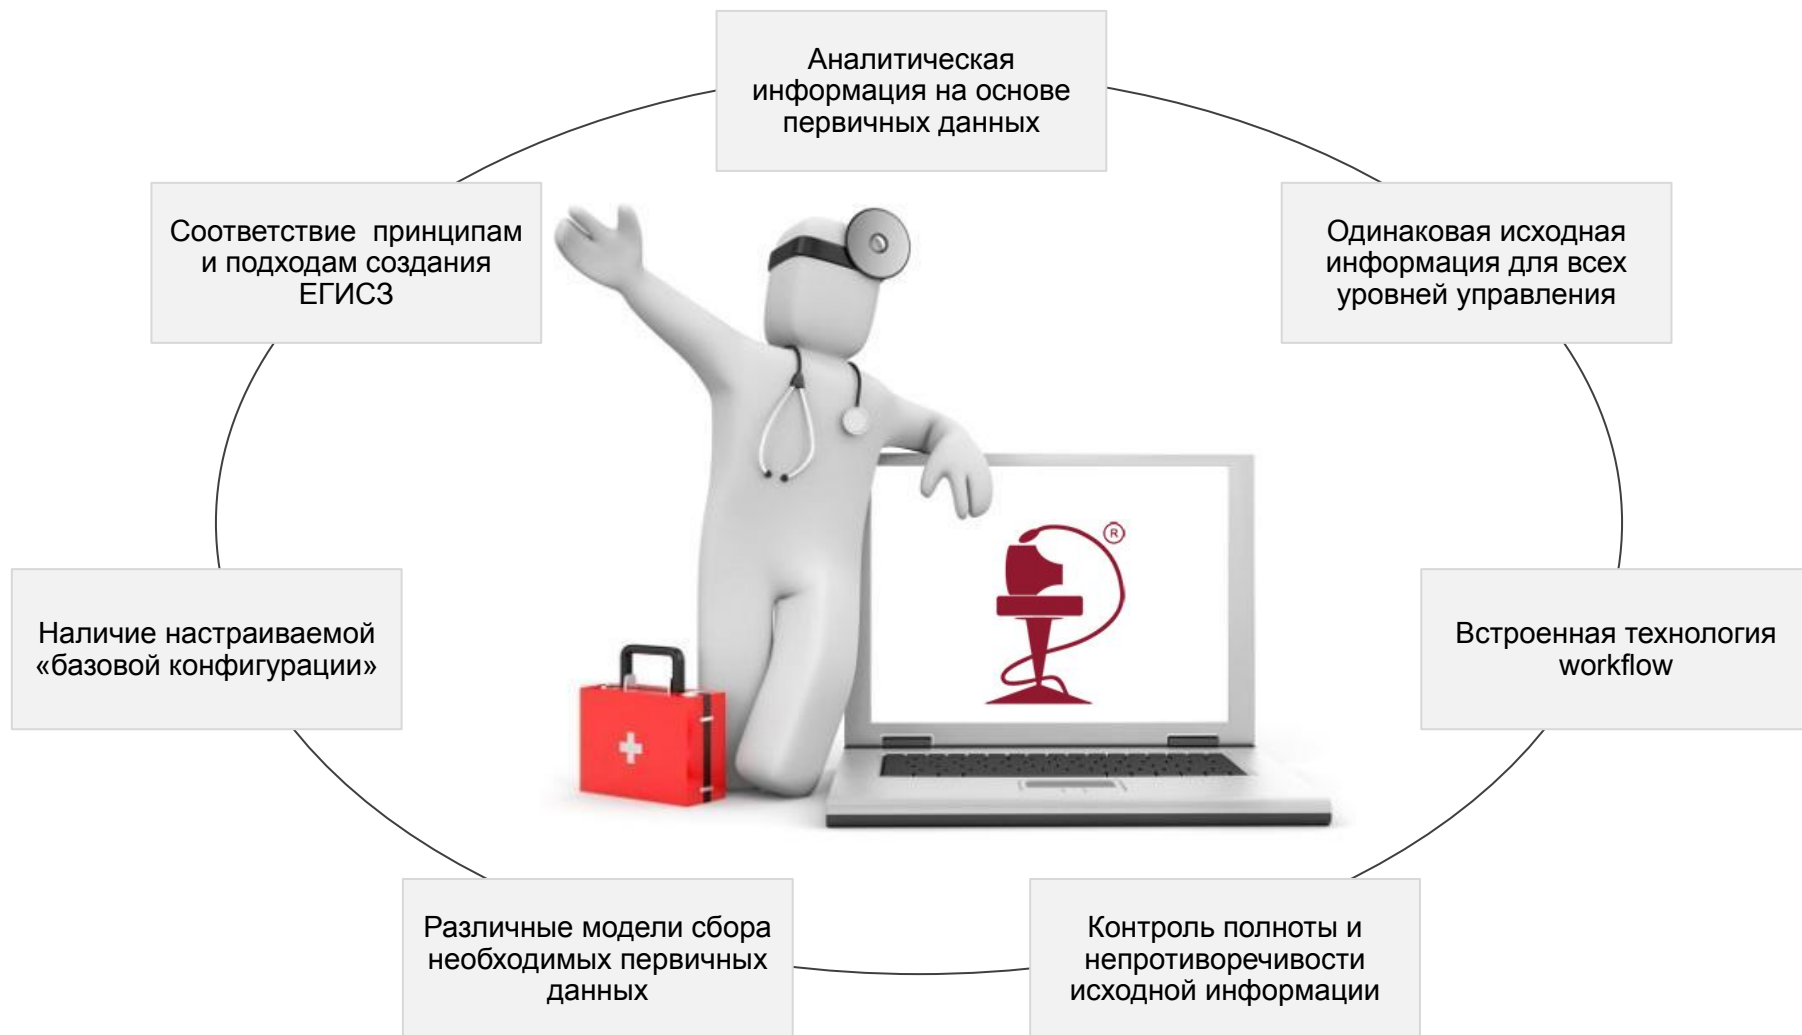 Аналитическая
информация на основе
первичных данных
Соответствие принципам
и подходам создания
ЕГИСЗ
Одинаковая исходная
информация для всех
уровней управления
®
Наличие настраиваемой
«базовой конфигурации»
Встроенная технология
workflow
Различные модели сбора
необходимых первичных
данных
Контроль полноты и
непротиворечивости
исходной информации